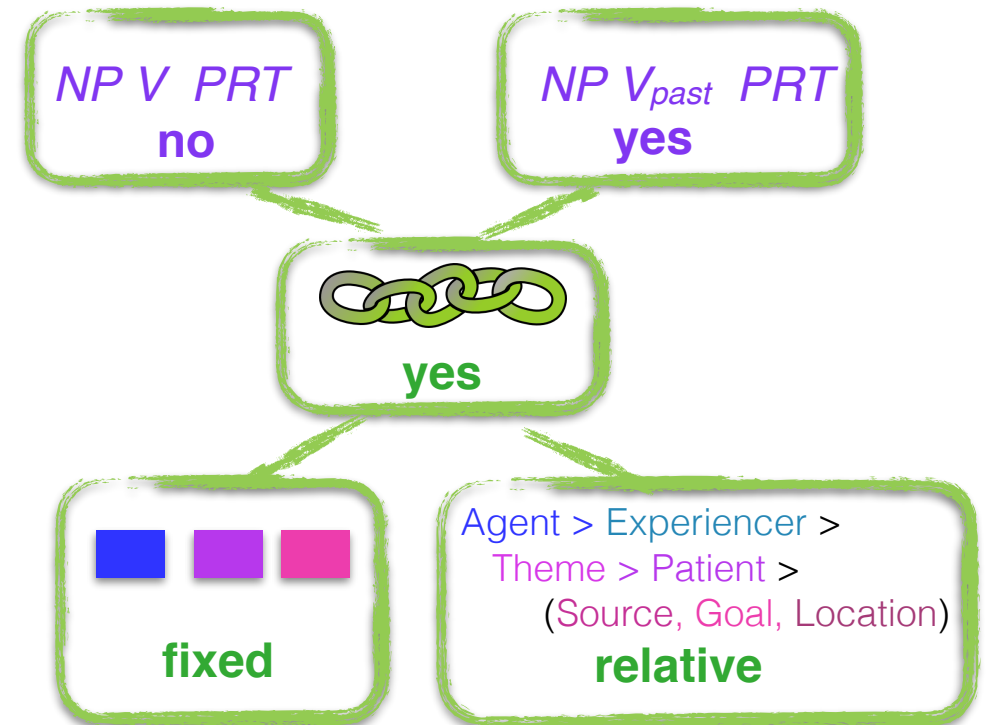 NP V PRT
no
NP Vpast PRT
yes
yes
fixed
Agent > Experiencer >
Theme > Patient >
(Source, Goal, Location)
relative